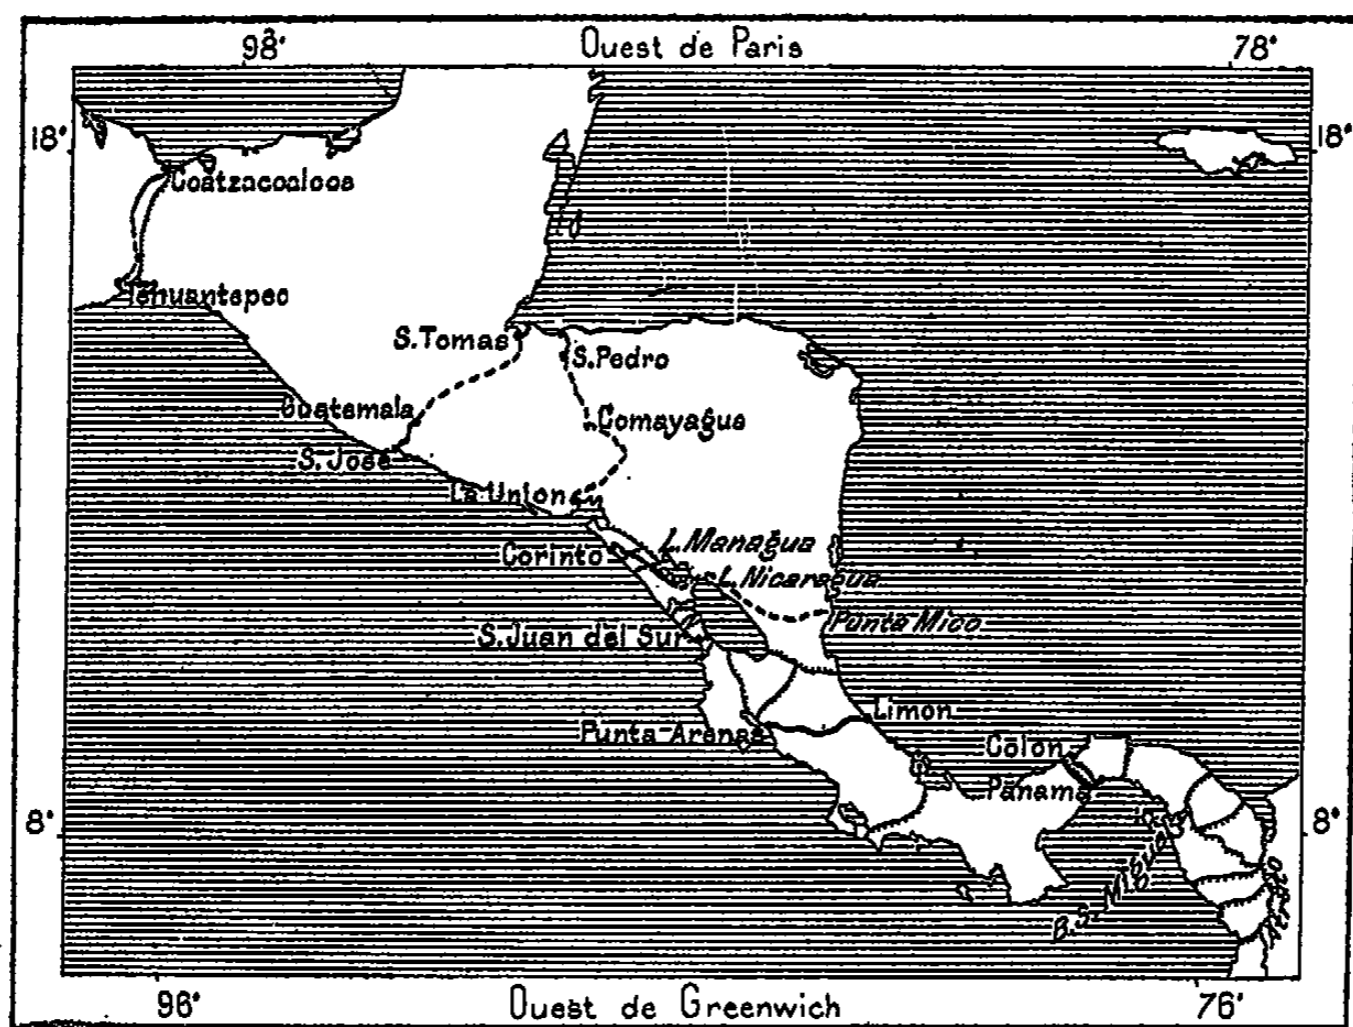 98°
Ouest de Paris
78°
18°
18°
Coatzacoalcos
Tehuantepec
S. Tomas
S. Pedro
Guatemala
Comayagua
S. José
La Union
L. Managua
Corinto
L. Nicaragua
Punta Mico
S. Juan del Sur
Limon
Punta-Arenas
Colon
Panama
8°
8°
B. S. Miguel
96°
Ouest de Greenwich
76°